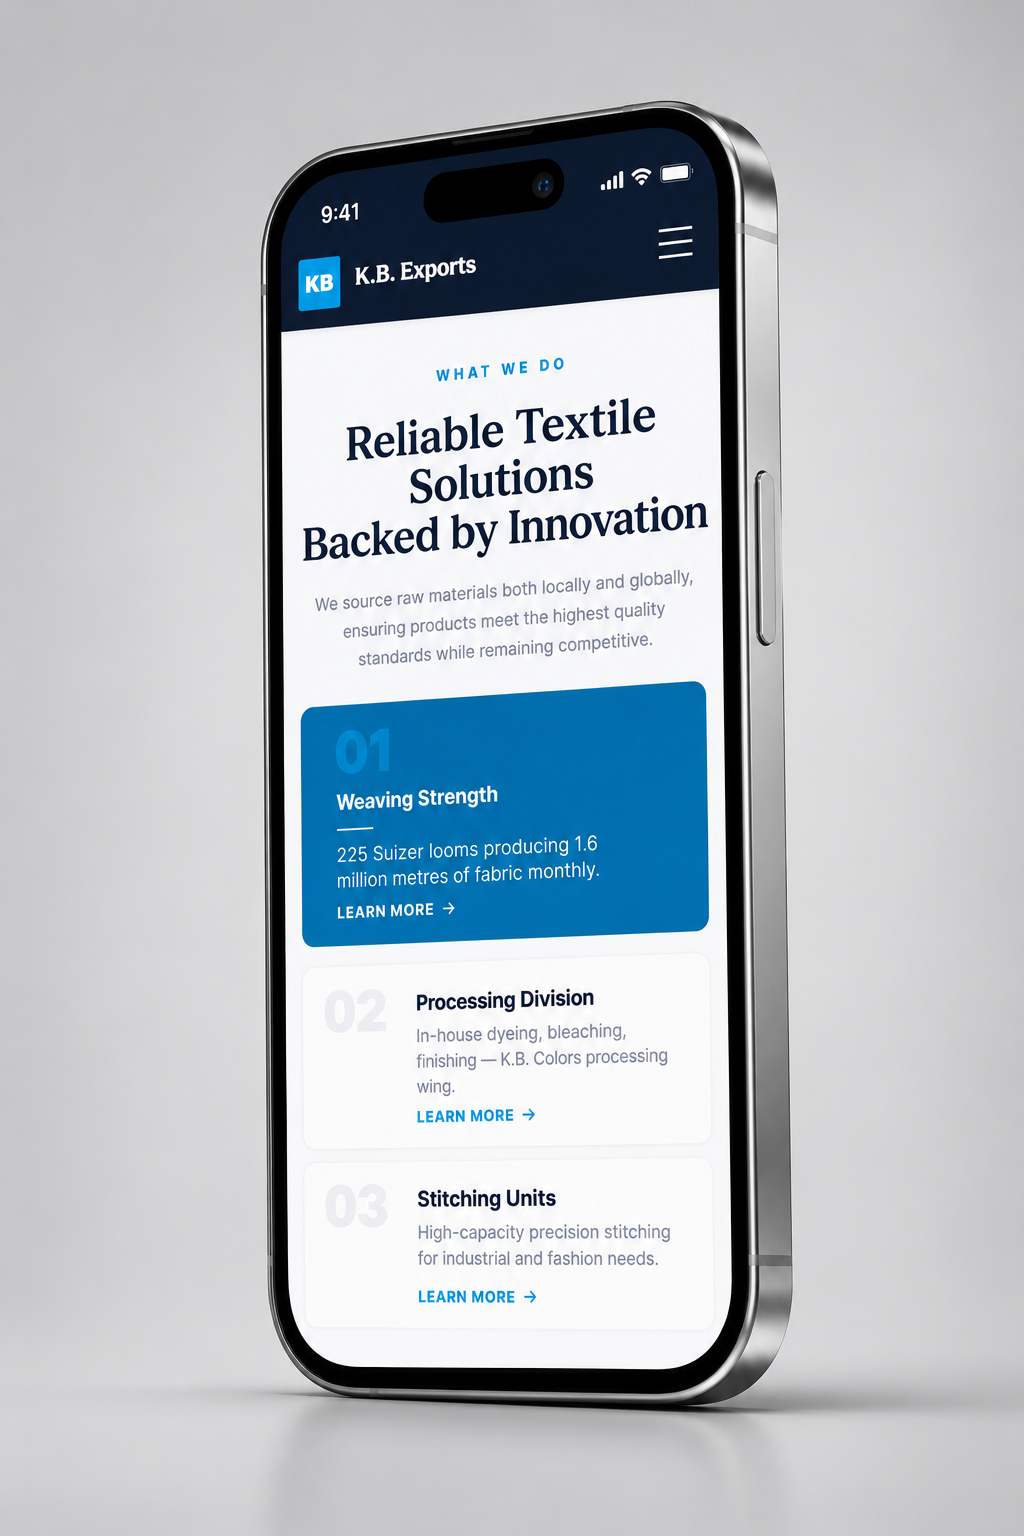 9:41
KB
K.B. Exports
WHAT WE DO
Reliable Textile
Solutions
Backed by Innovation
We source raw materials both locally and globally,
ensuring products meet the highest quality
standards while remaining competitive.
01
Weaving Strength
225 Suizer looms producing 1.6
million metres of fabric monthly.
LEARN MORE →
02
Processing Division
In-house dyeing, bleaching,
finishing — K.B. Colors processing
wing.
LEARN MORE →
03
Stitching Units
High-capacity precision stitching
for industrial and fashion needs.
LEARN MORE →